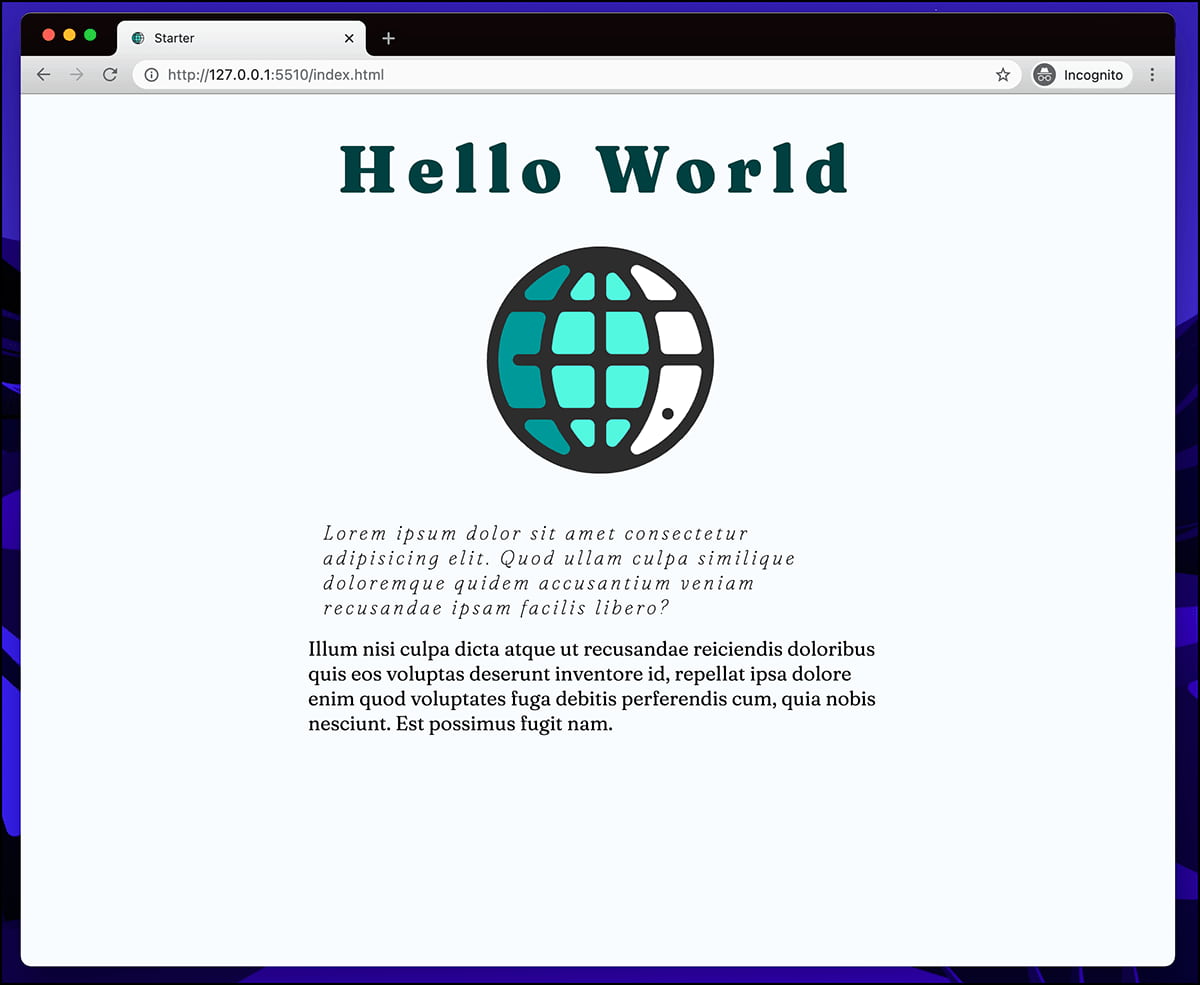 Starter
http://127.0.0.1:5510/index.html
Incognito
Hello World
Lorem ipsum dolor sit amet consectetur
adipisicing elit. Quod ullam culpa similique
doloremque quidem accusantium veniam
recusandae ipsam facilis libero?
Illum nisi culpa dicta atque ut recusandae reiciendis doloribus
quis eos voluptas deserunt inventore id, repellat ipsa dolore
enim quod voluptates fuga debitis perferendis cum, quia nobis
nesciunt. Est possimus fugit nam.